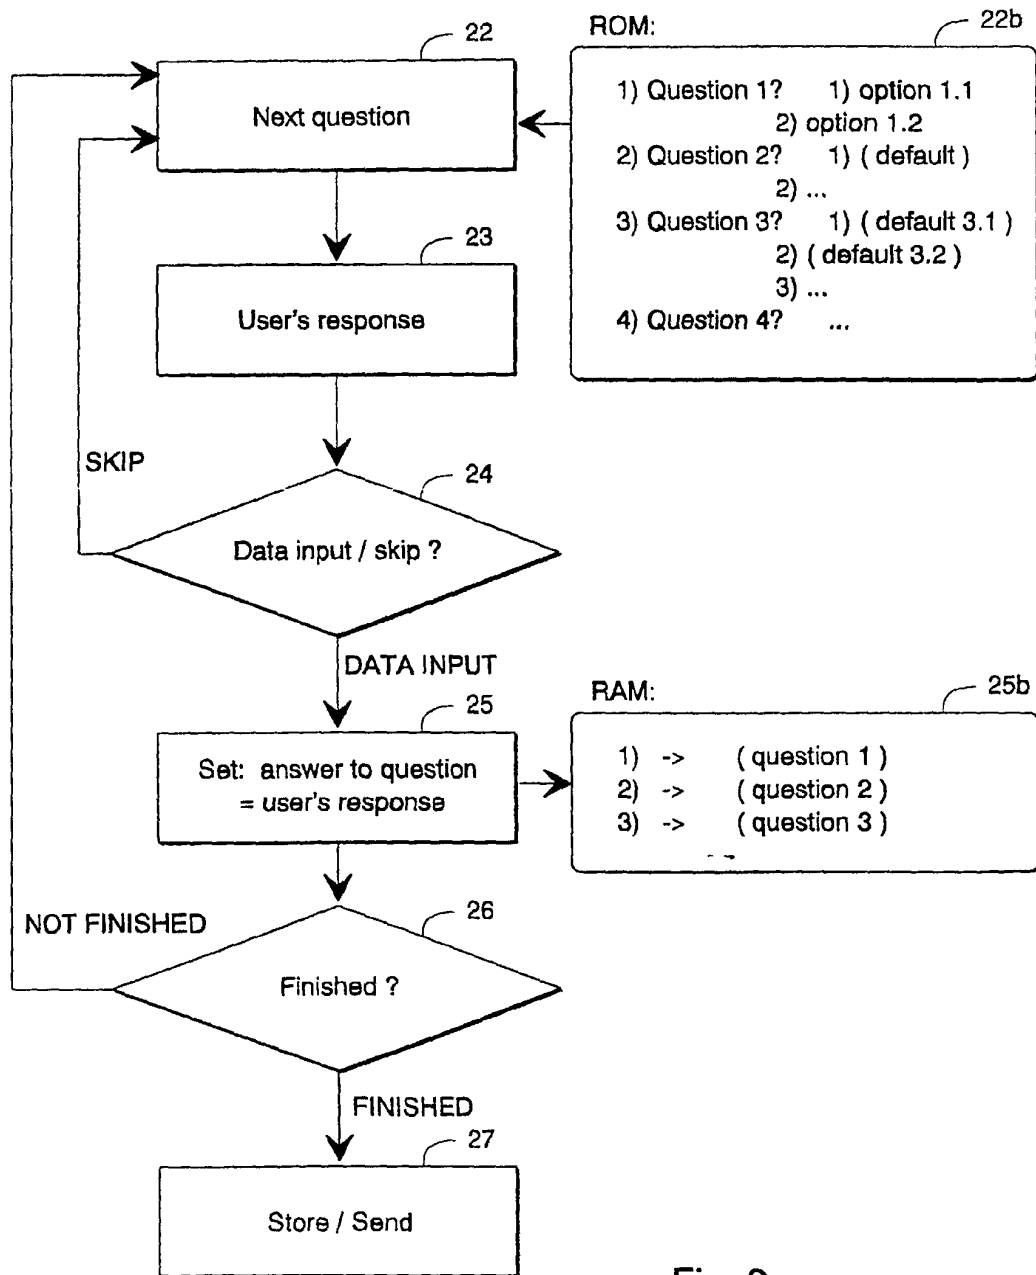 22
Next question
ROM:
22b
1) Question 1? 1) option 1.1
2) option 1.2
2) Question 2? 1) ( default )
2) ...
3) Question 3? 1) ( default 3.1 )
2) ( default 3.2 )
3) ...
4) Question 4? ...
23
User's response
SKIP
24
Data input / skip ?
DATA INPUT
25
Set: answer to question
= user's response
RAM:
25b
1) -> ( question 1 )
2) -> ( question 2 )
3) -> ( question 3 )
NOT FINISHED
26
Finished ?
FINISHED
27
Store / Send